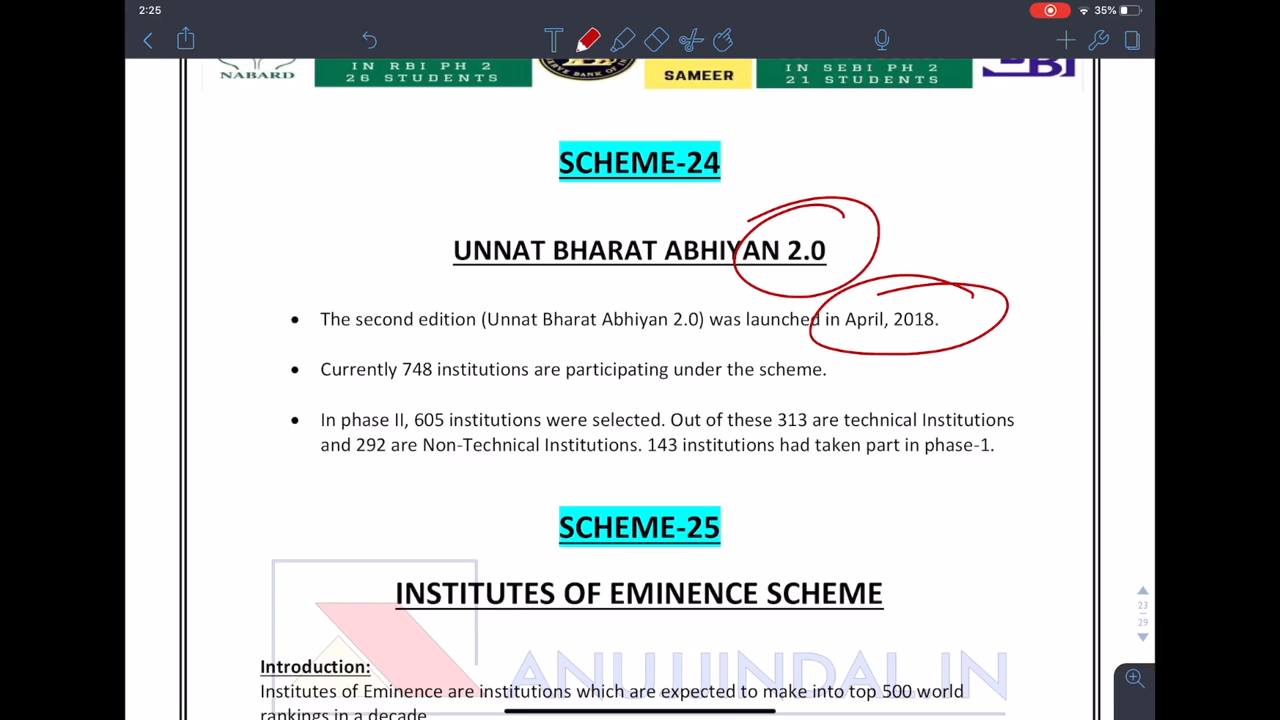 2:25
35%
NABARD
IN RBI PH 2
26 STUDENTS
SAMEER
IN SEBI PH 2
21 STUDENTS
SCHEME-24
UNNAT BHARAT ABHIYAN 2.0
• The second edition (Unnat Bharat Abhiyan 2.0) was launched in April, 2018.
• Currently 748 institutions are participating under the scheme.
• In phase II, 605 institutions were selected. Out of these 313 are technical Institutions
and 292 are Non-Technical Institutions. 143 institutions had taken part in phase-1.
SCHEME-25
INSTITUTES OF EMINENCE SCHEME
23
29
ANUJJINDAL.IN
Introduction:
Institutes of Eminence are institutions which are expected to make into top 500 world
rankings in a decade